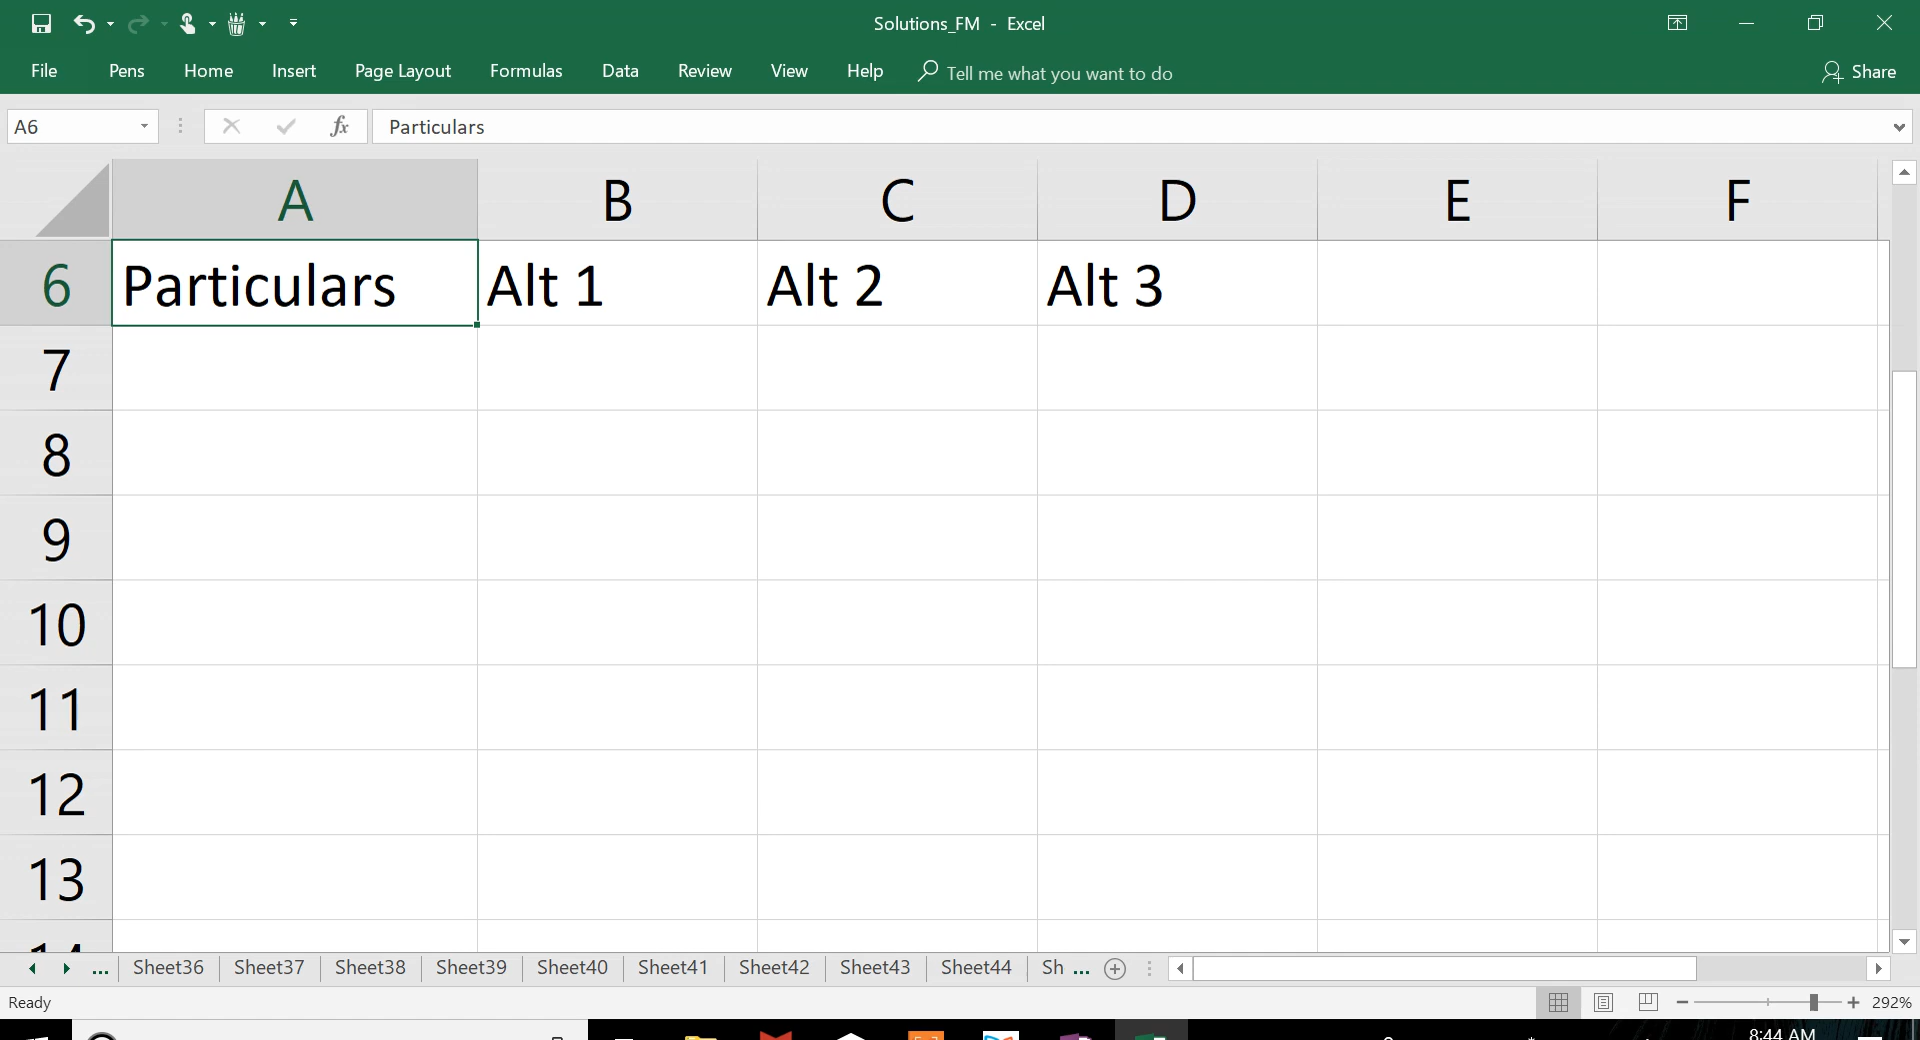 Solutions_FM - Excel
File Pens Home Insert Page Layout Formulas Data Review View Help Tell me what you want to do Share
A6 fx Particulars
A B C D E F
6 Particulars Alt 1 Alt 2 Alt 3
7
8
9
10
11
12
13
14
... Sheet36 Sheet37 Sheet38 Sheet39 Sheet40 Sheet41 Sheet42 Sheet43 Sheet44 Sh ...
Ready 292%
8:44 AM